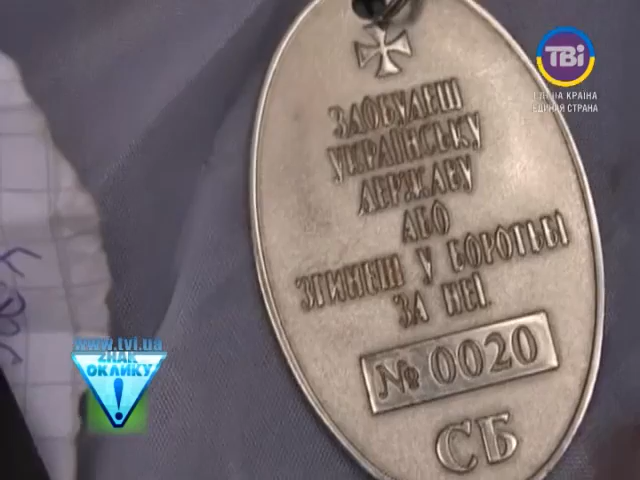 ТВі
ЄДИНА КРАЇНА
ЕДИНАЯ СТРАНА
ЗДОБУДЕШ
УКРАЇНСЬКУ
ДЕРЖАВУ
АБО
ЗГИНЕШ У БОРОТЬБІ
ЗА НЕЇ.
№ 0020
СБ
www.tvi.ua
ZНАК
ОКЛИКУ